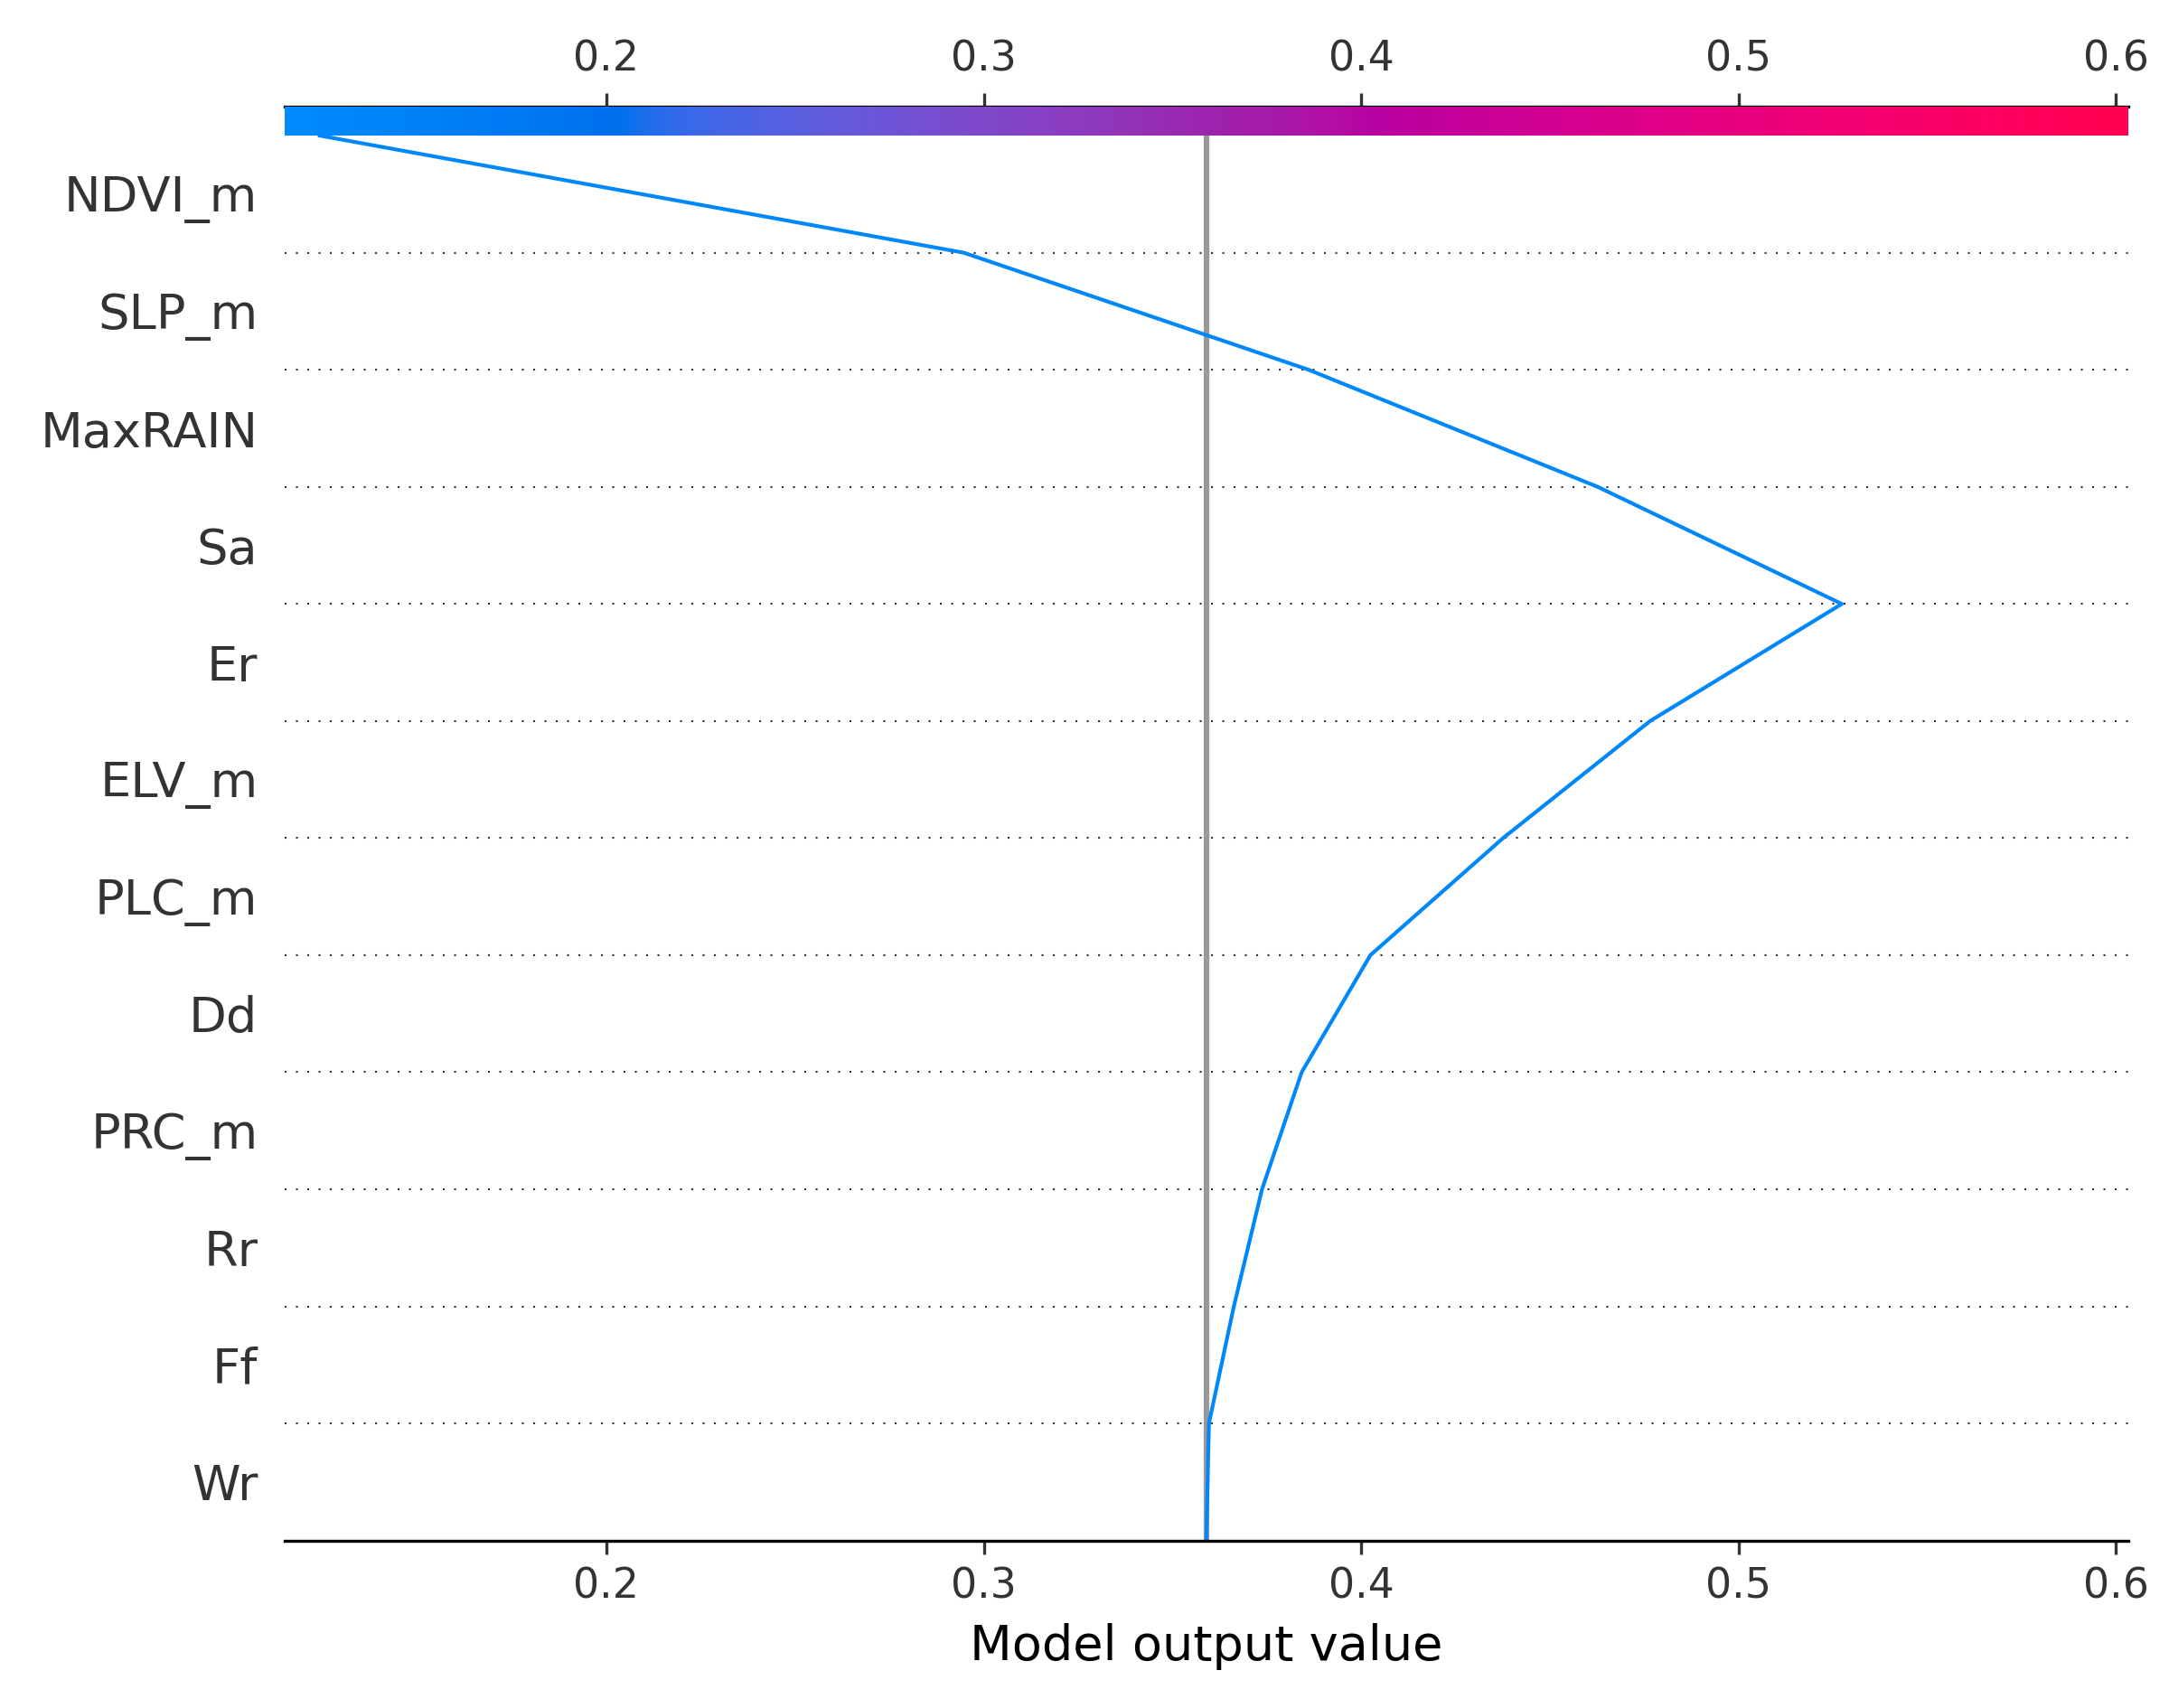 0.2 0.3 0.4 0.5 0.6
NDVI_m
SLP_m
MaxRAIN
Sa
Er
ELV_m
PLC_m
Dd
PRC_m
Rr
Ff
Wr
0.2 0.3 0.4 0.5 0.6
Model output value